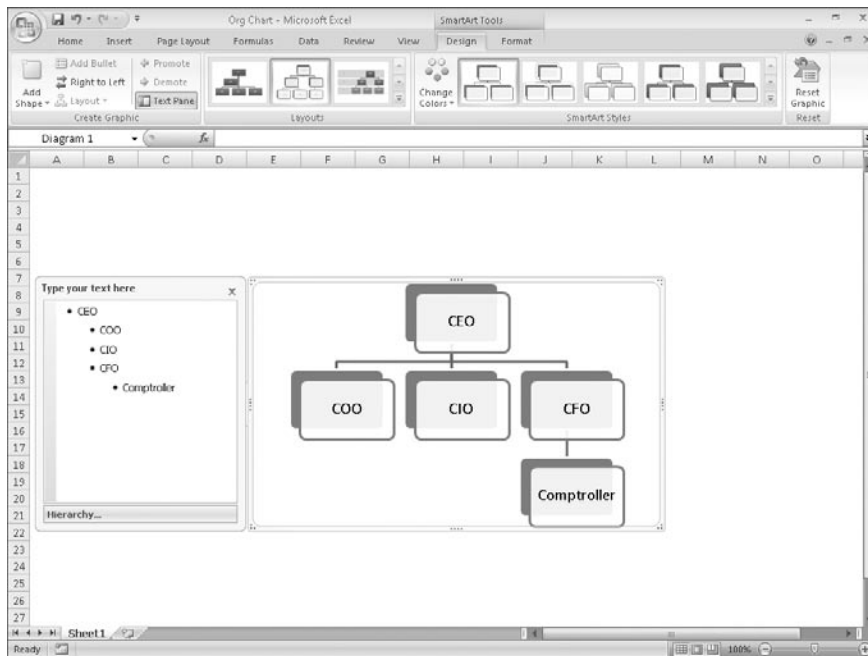 Org Chart - Microsoft Excel
SmartArt Tools
Home Insert Page Layout Formulas Data Review View Design Format
Add Shape
Add Bullet
Right to Left
Layout
Promote
Demote
Text Pane
Create Graphic
Layouts
Change Colors
SmartArt Styles
Reset Graphic
Reset
Diagram 1
fx
A B C D E F G H I J K L M N O
1
2
3
4
5
6
7
8
9
10
11
12
13
14
15
16
17
18
19
20
21
22
23
24
25
26
27
Type your text here
x
• CEO
• COO
• CIO
• CFO
• Comptroller
Hierarchy...
CEO
COO CIO CFO
Comptroller
Sheet1
Ready
100%